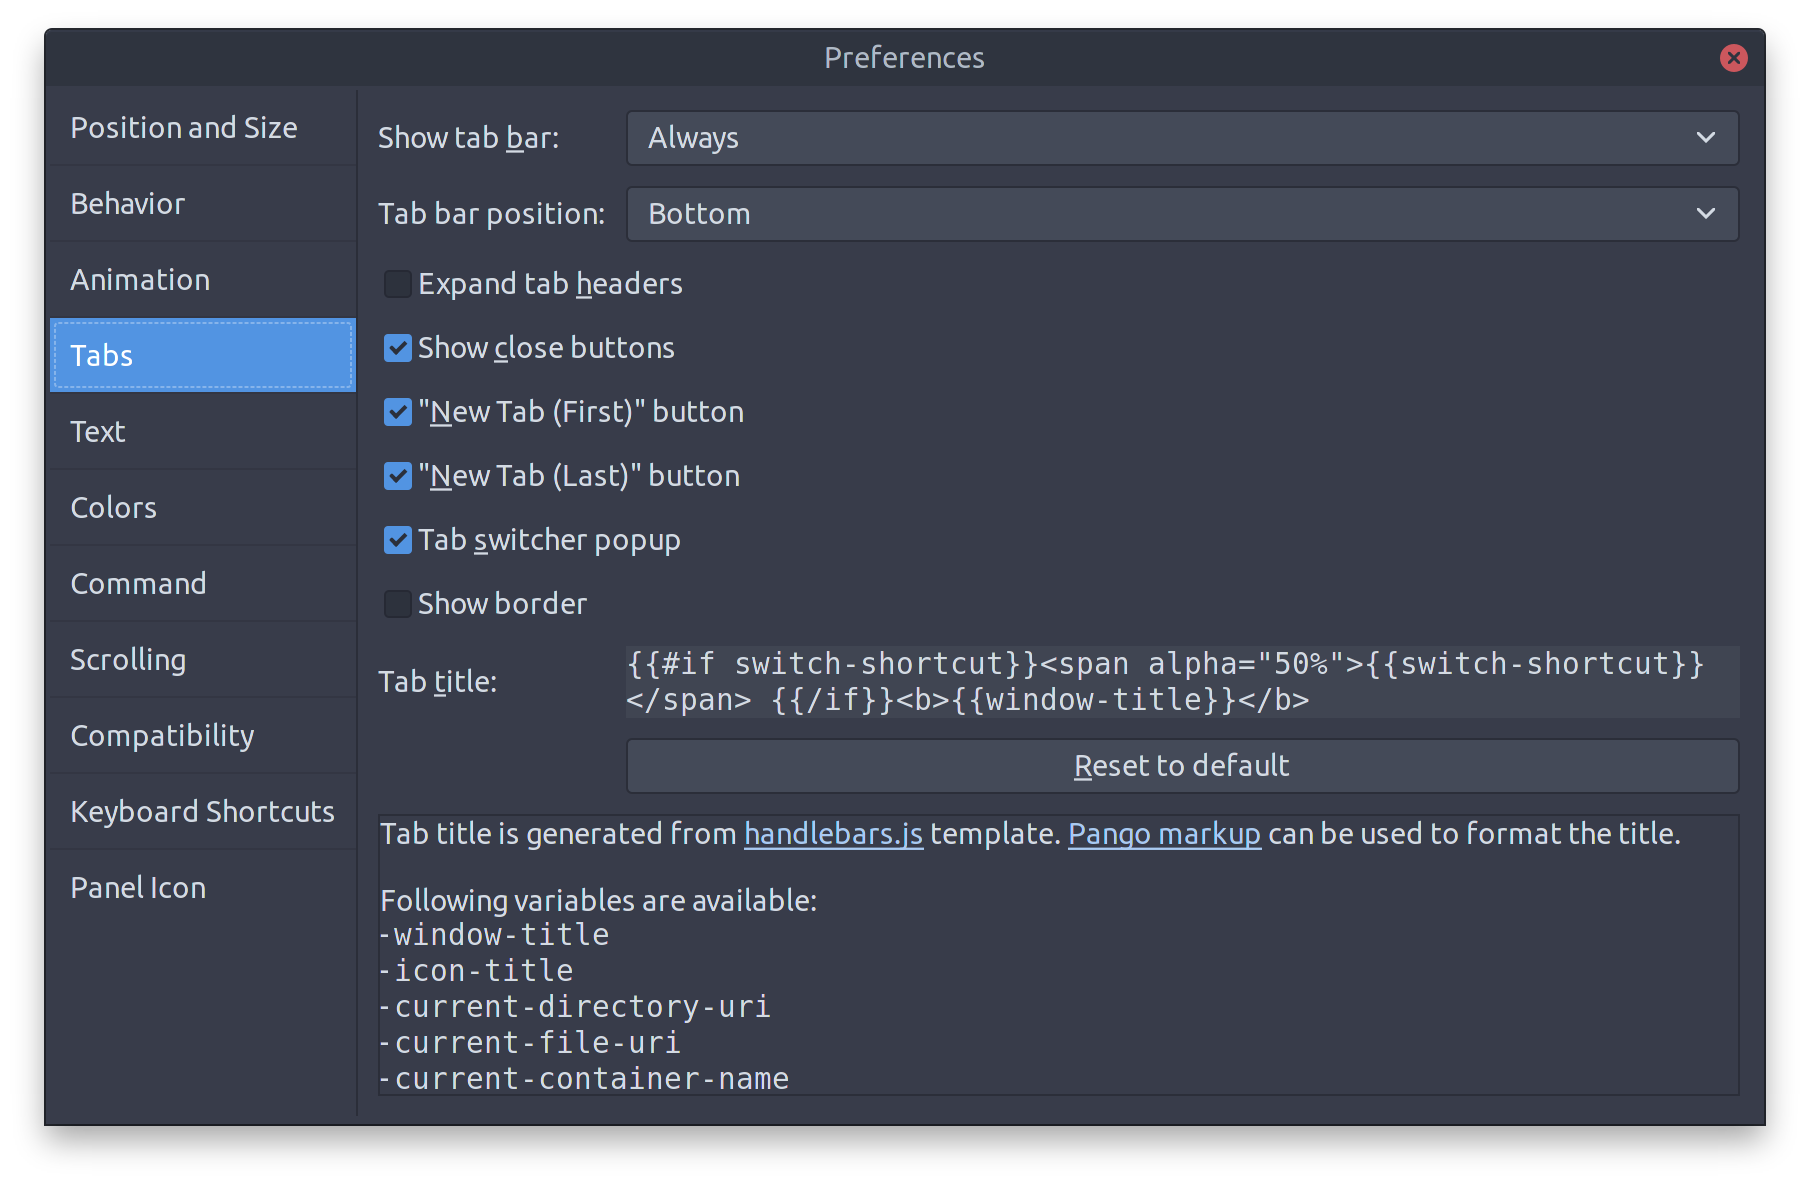 Preferences
Position and Size
Behavior
Animation
Tabs
Text
Colors
Command
Scrolling
Compatibility
Keyboard Shortcuts
Panel Icon
Show tab bar:
Always
Tab bar position:
Bottom
Expand tab headers
Show close buttons
"New Tab (First)" button
"New Tab (Last)" button
Tab switcher popup
Show border
Tab title:
{{#if switch-shortcut}}<span alpha="50%">{{switch-shortcut}}
</span> {{/if}}<b>{{window-title}}</b>
Reset to default
Tab title is generated from handlebars.js template. Pango markup can be used to format the title.
Following variables are available:
-window-title
-icon-title
-current-directory-uri
-current-file-uri
-current-container-name